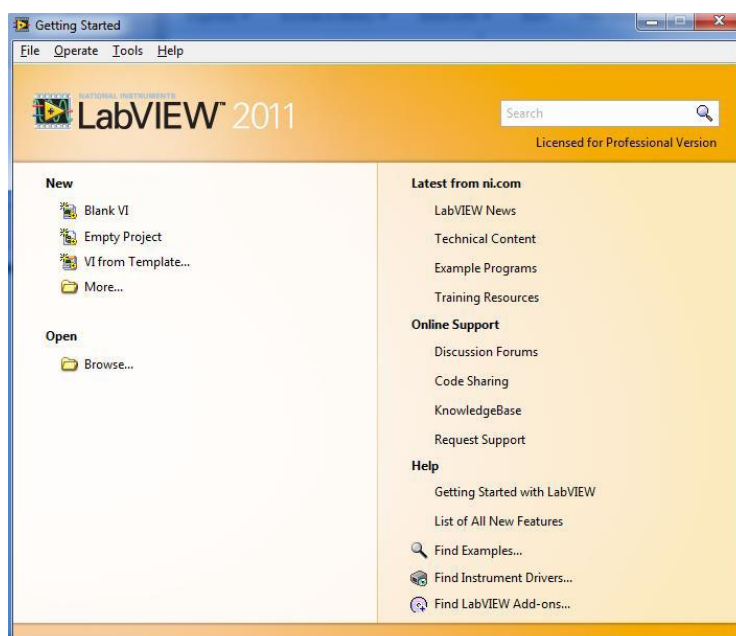 Getting Started
File Operate Tools Help
NATIONAL INSTRUMENTS
LabVIEW™ 2011
Search
Licensed for Professional Version
New
Blank VI
Empty Project
VI from Template...
More...
Open
Browse...
Latest from ni.com
LabVIEW News
Technical Content
Example Programs
Training Resources
Online Support
Discussion Forums
Code Sharing
KnowledgeBase
Request Support
Help
Getting Started with LabVIEW
List of All New Features
Find Examples...
Find Instrument Drivers...
Find LabVIEW Add-ons...